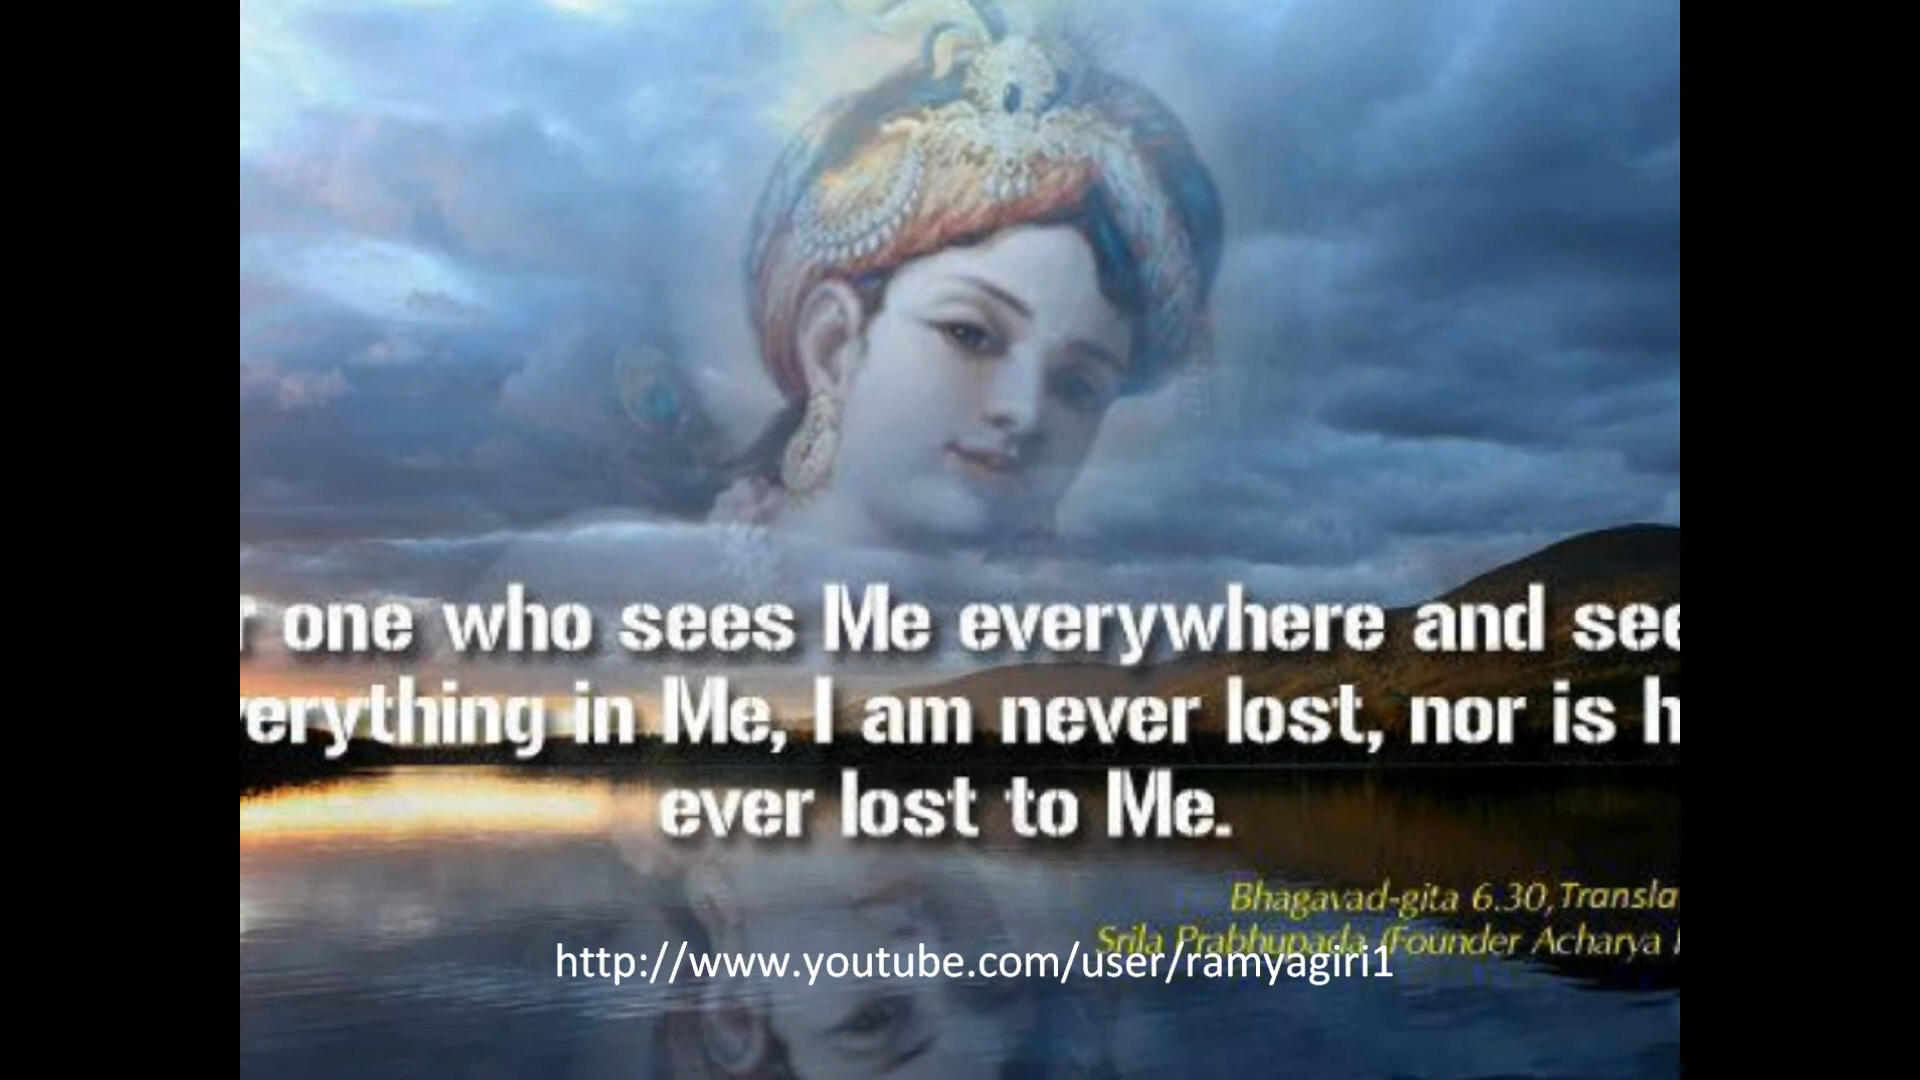 r one who sees Me everywhere and see
verything in Me, I am never lost, nor is h
ever lost to Me.
Bhagavad-gita 6.30,Transla
Srila Prabhupada (Founder Acharya
http://www.youtube.com/user/ramyagiri1